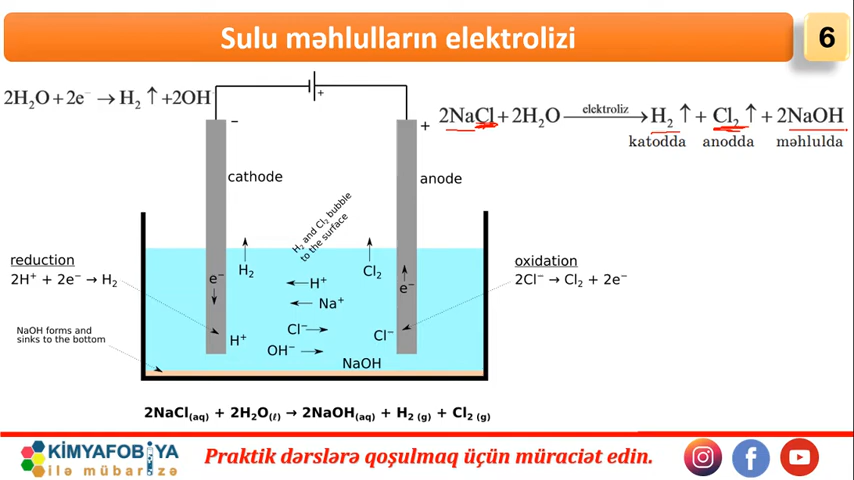 Sulu məhlulların elektrolizi
6
2H₂O+2e⁻ → H₂ ↑ +2OH
− +
2NaCl+2H₂O —elektroliz→ H₂ ↑ + Cl₂ ↑ + 2NaOH
katodda anodda məhlulda
+
cathode
anode
H₂ and Cl₂ bubble
to the surface
reduction
2H⁺ + 2e⁻ → H₂
oxidation
2Cl⁻ → Cl₂ + 2e⁻
H₂
Cl₂
e⁻
e⁻
←H⁺
← Na⁺
Cl⁻→
OH⁻ →
H⁺
Cl⁻
NaOH
NaOH forms and
sinks to the bottom
2NaCl(aq) + 2H₂O(ℓ) → 2NaOH(aq) + H₂ (g) + Cl₂ (g)
KİMYAFOBİYA
ilə mübarizə
Praktik dərslərə qoşulmaq üçün müraciət edin.